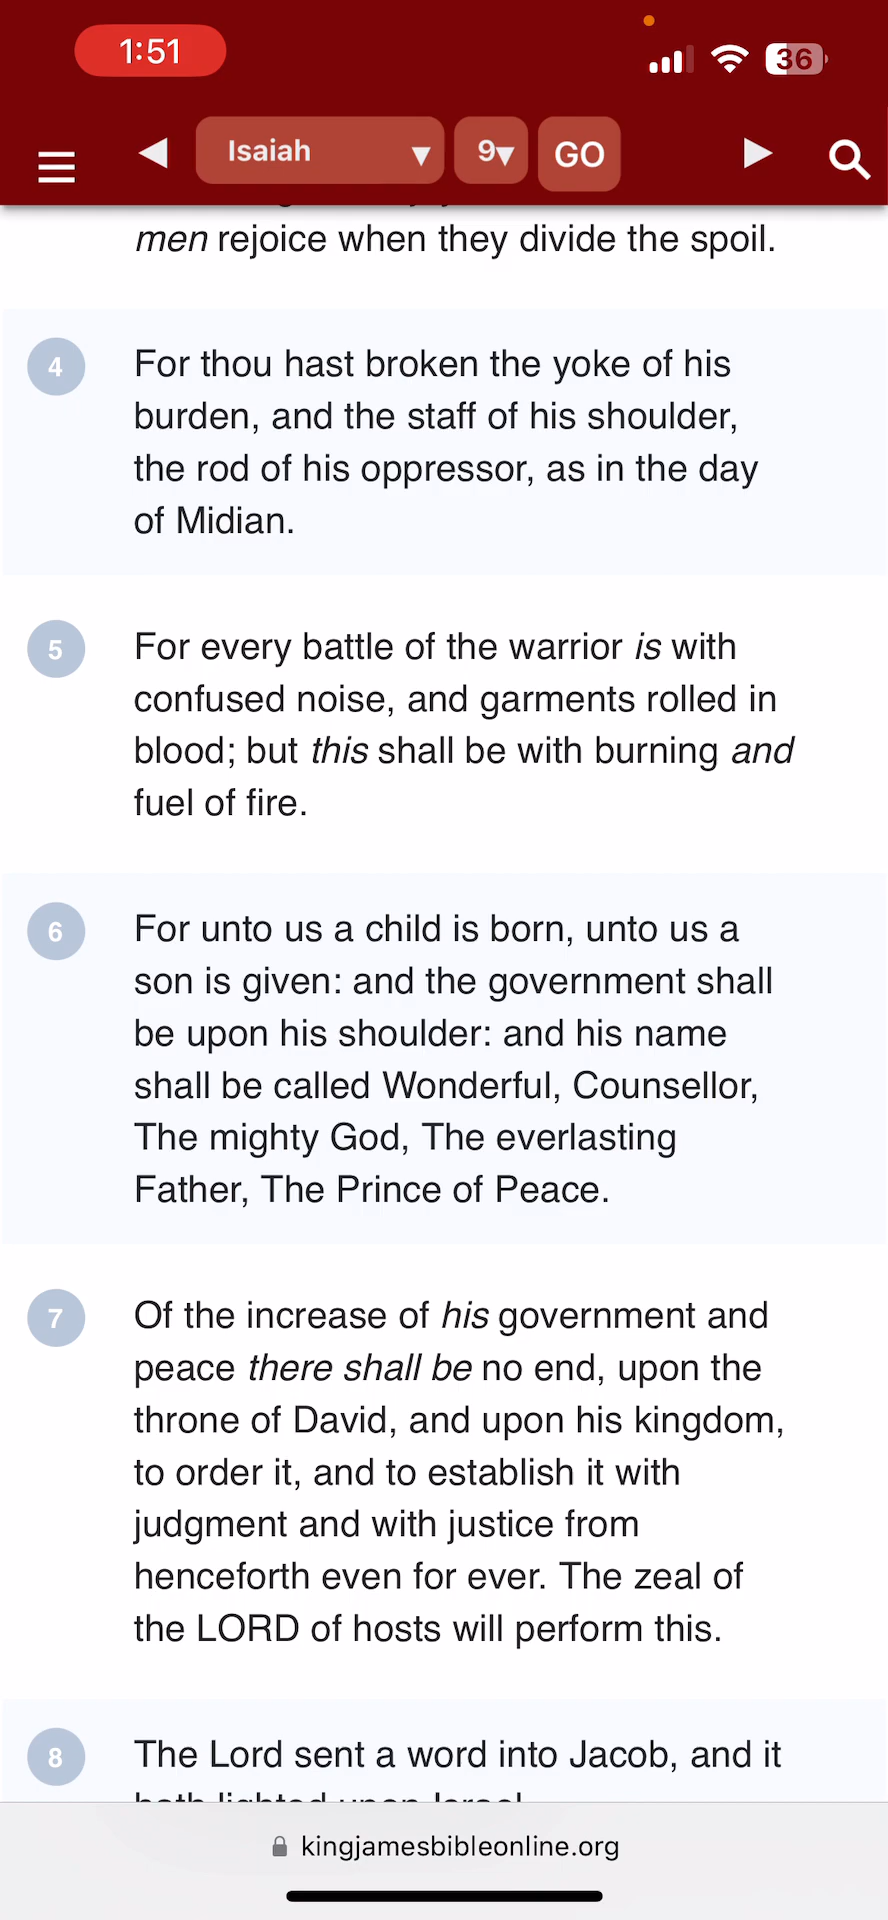 1:51
36
Isaiah
9
GO
men rejoice when they divide the spoil.
4
For thou hast broken the yoke of his
burden, and the staff of his shoulder,
the rod of his oppressor, as in the day
of Midian.
5
For every battle of the warrior is with
confused noise, and garments rolled in
blood; but this shall be with burning and
fuel of fire.
6
For unto us a child is born, unto us a
son is given: and the government shall
be upon his shoulder: and his name
shall be called Wonderful, Counsellor,
The mighty God, The everlasting
Father, The Prince of Peace.
7
Of the increase of his government and
peace there shall be no end, upon the
throne of David, and upon his kingdom,
to order it, and to establish it with
judgment and with justice from
henceforth even for ever. The zeal of
the LORD of hosts will perform this.
8
The Lord sent a word into Jacob, and it
hath lighted upon Israel
kingjamesbibleonline.org